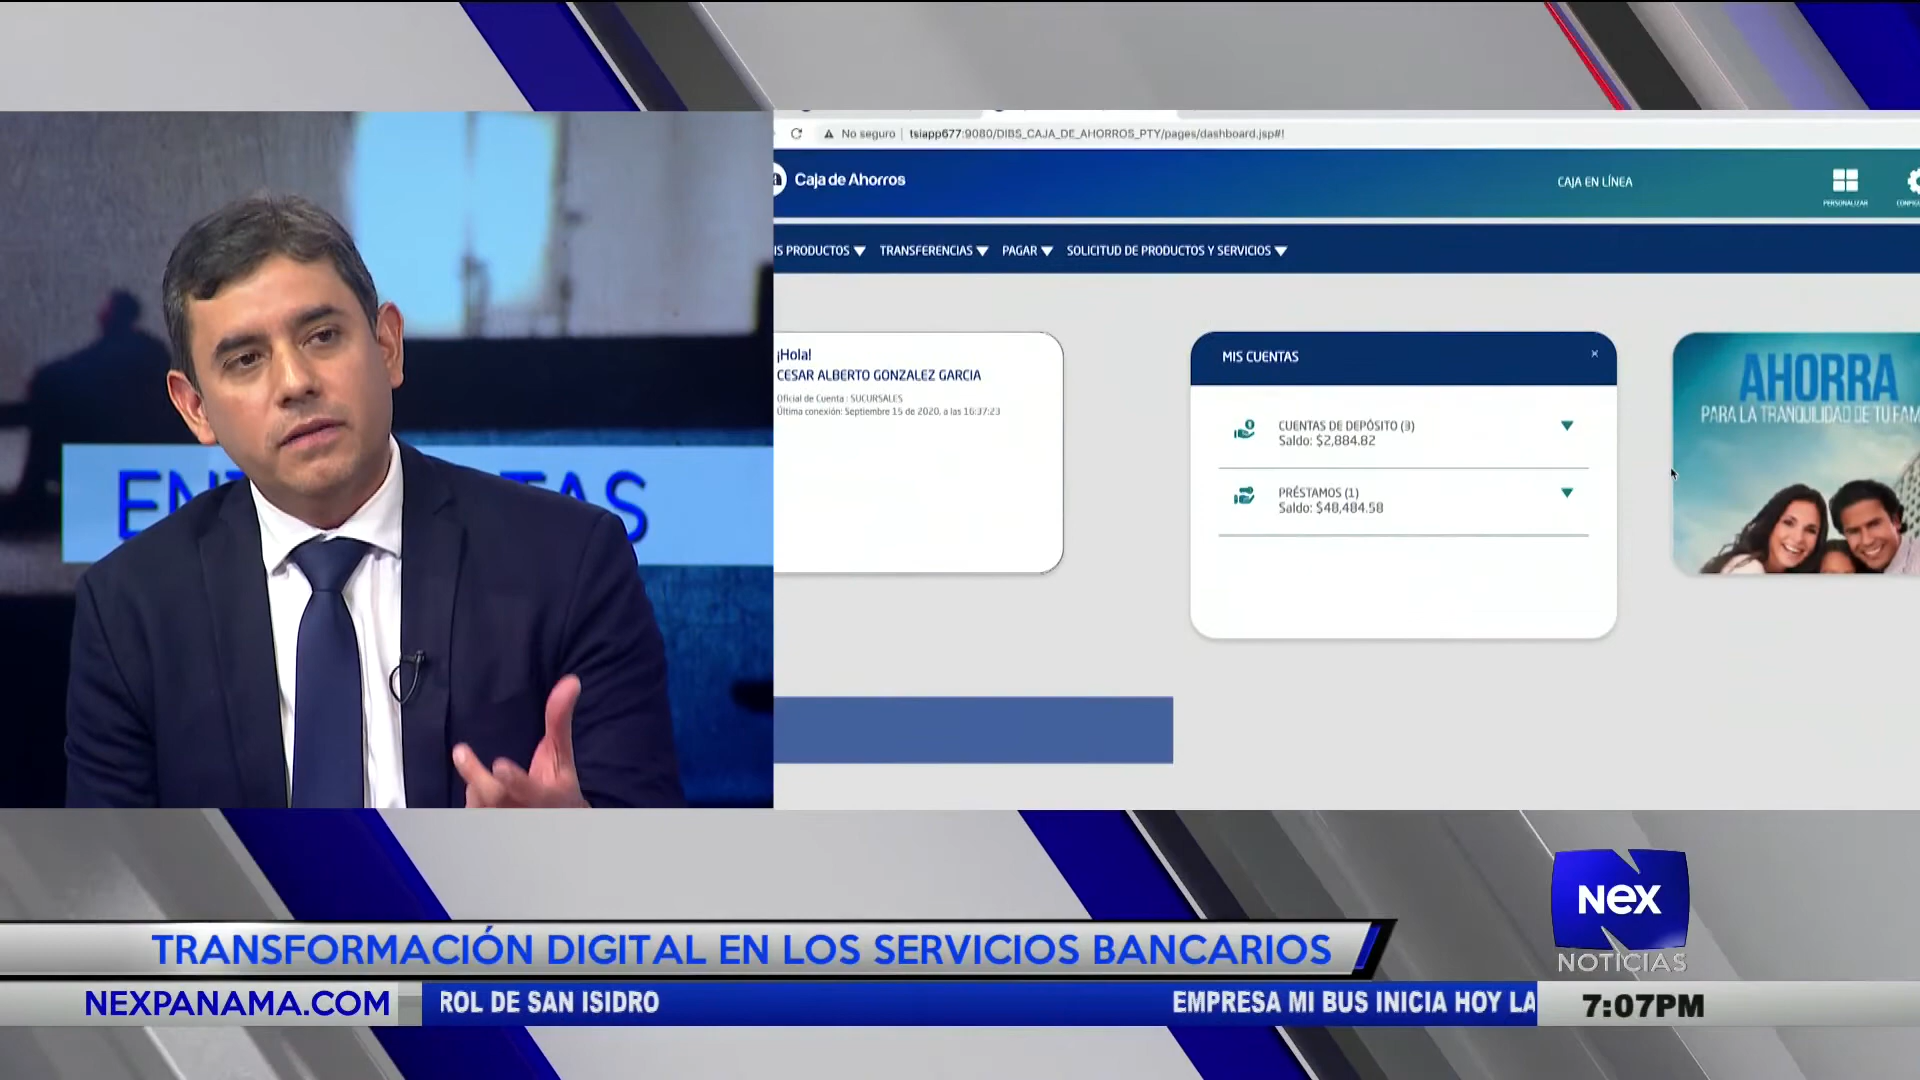 No seguro | tsiapp677:9080/DIBS_CAJA_DE_AHORROS_PTY/pages/dashboard.jsp#!
Caja de Ahorros
CAJA EN LÍNEA
PERSONALIZAR
IS PRODUCTOS
TRANSFERENCIAS
PAGAR
SOLICITUD DE PRODUCTOS Y SERVICIOS
¡Hola!
CESAR ALBERTO GONZALEZ GARCIA
Oficial de Cuenta : SUCURSALES
Última conexión: Septiembre 15 de 2020, a las 16:37:23
MIS CUENTAS
CUENTAS DE DEPÓSITO (3)
Saldo: $2,884.82
PRÉSTAMOS (1)
Saldo: $48,484.58
AHORRA
PARA LA TRANQUILIDAD DE TU FAM
TRANSFORMACIÓN DIGITAL EN LOS SERVICIOS BANCARIOS
NEX
NOTICIAS
NEXPANAMA.COM
ROL DE SAN ISIDRO
EMPRESA MI BUS INICIA HOY LA
7:07PM